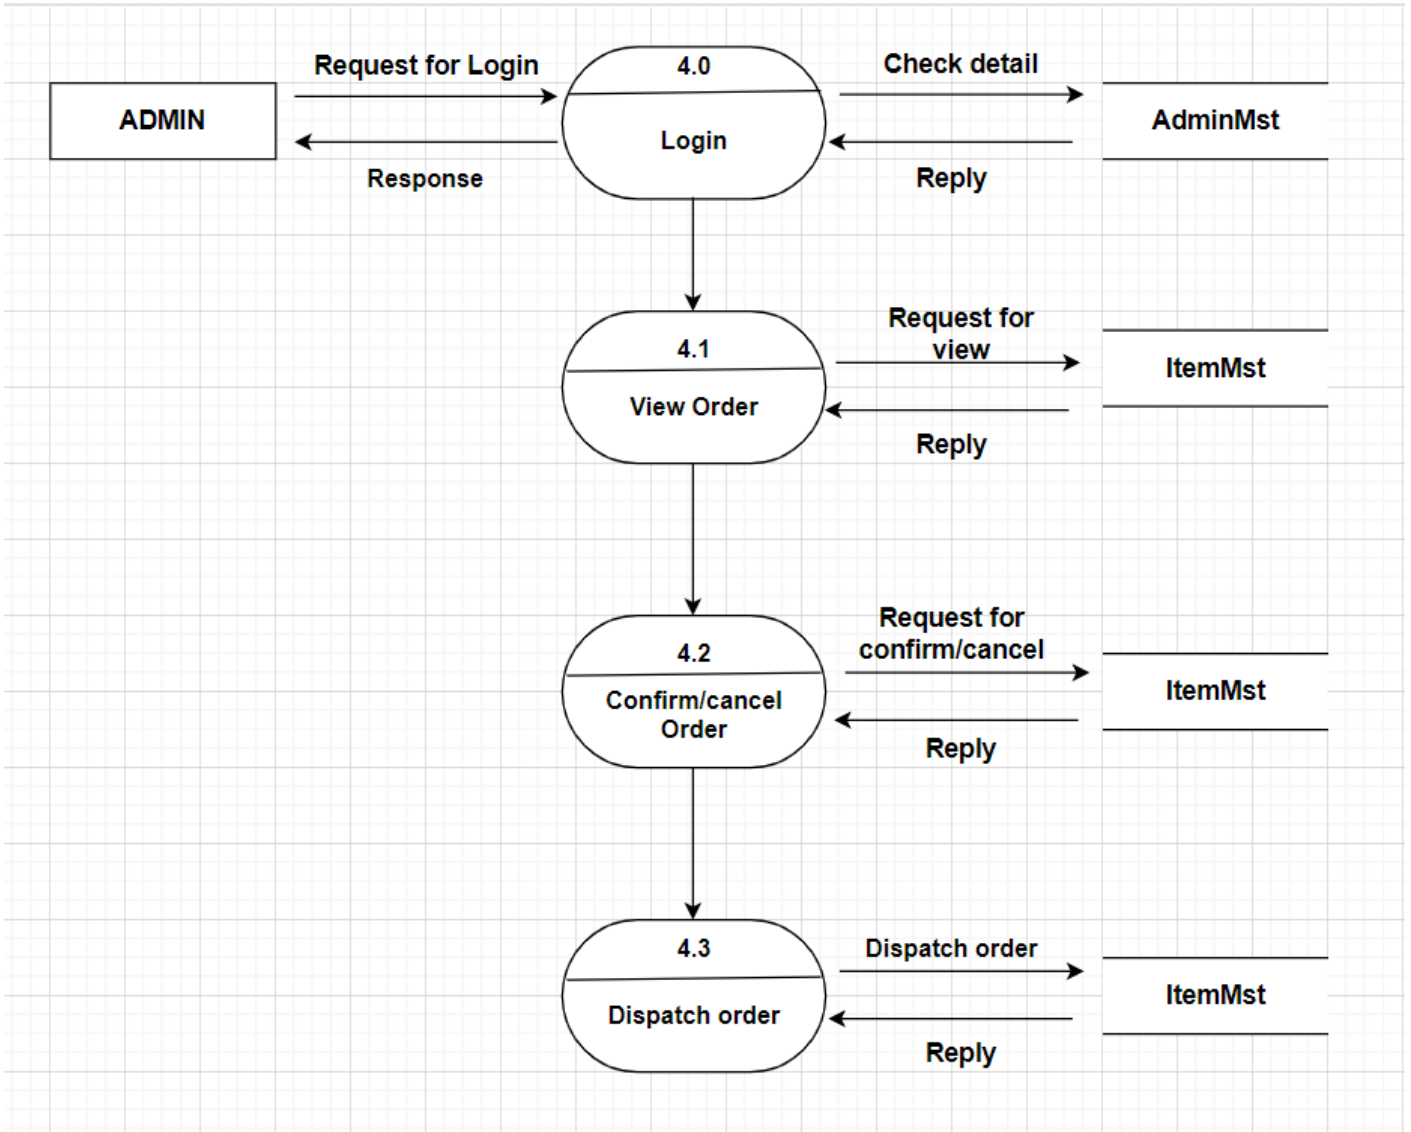 Request for Login
4.0
Check detail
ADMIN
Login
AdminMst
Response
Reply
4.1
Request for
view
View Order
ItemMst
Reply
4.2
Request for
confirm/cancel
Confirm/cancel
Order
ItemMst
Reply
4.3
Dispatch order
Dispatch order
ItemMst
Reply